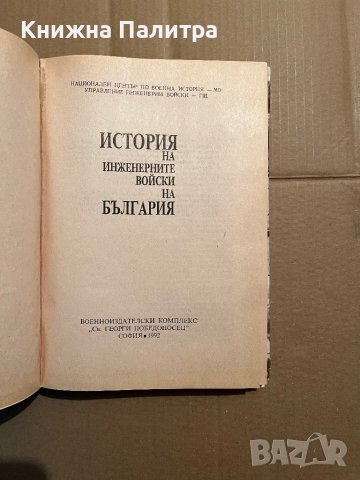 Книжна Палитра
НАЦИОНАЛЕН ЦЕНТЪР ПО ВОЕННА ИСТОРИЯ — МО
УПРАВЛЕНИЕ ИНЖЕНЕРНИ ВОЙСКИ — ГЩ
ИСТОРИЯ
НА
ИНЖЕНЕРНИТЕ
ВОЙСКИ
НА
БЪЛГАРИЯ
ВОЕННОИЗДАТЕЛСКИ КОМПЛЕКС
„СВ. ГЕОРГИ ПОБЕДОНОСЕЦ"
СОФИЯ • 1992
BAZAR